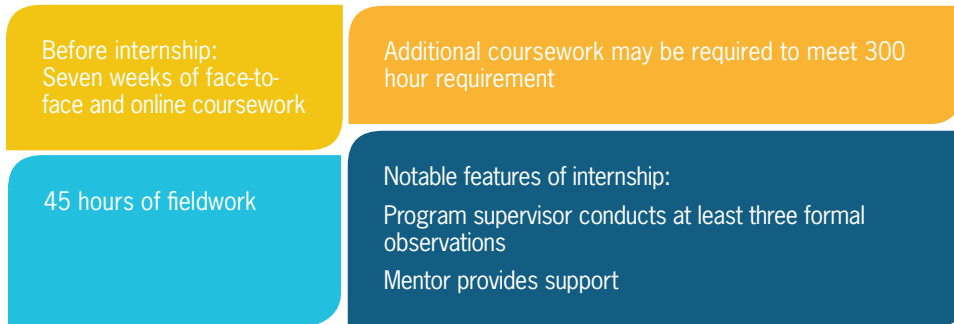 Before internship:
Seven weeks of face-to-
face and online coursework
Additional coursework may be required to meet 300
hour requirement
45 hours of fieldwork
Notable features of internship:
Program supervisor conducts at least three formal
observations
Mentor provides support